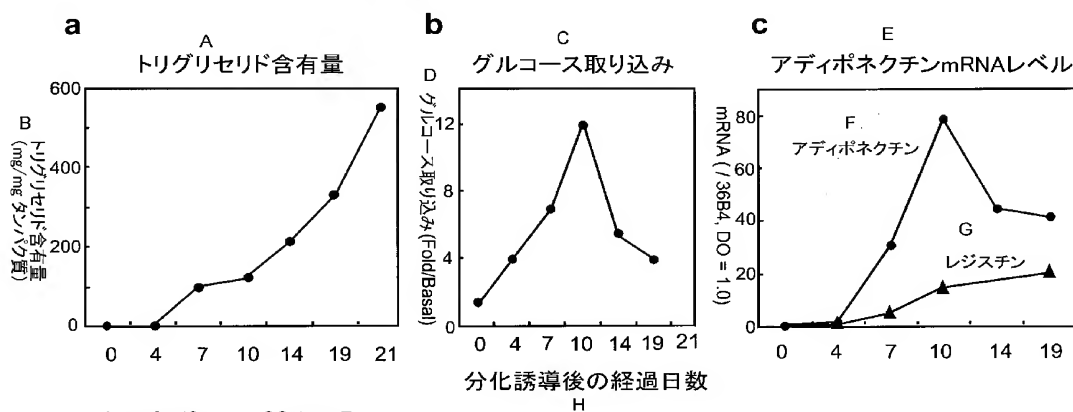 a
A
トリグリセリド含有量
B
トリグリセリド含有量
(mg/mg タンパク質)
600
400
200
0
0 4 7 10 14 19 21
b
C
グルコース取り込み
D
グルコース取り込み (Fold/Basal)
12
8
4
0
0 4 7 10 14 19 21
c
E
アディポネクチンmRNAレベル
mRNA ( / 36B4, DO = 1.0)
80
60
40
20
0
F
アディポネクチン
G
レジスチン
0 4 7 10 14 19
分化誘導後の経過日数
H